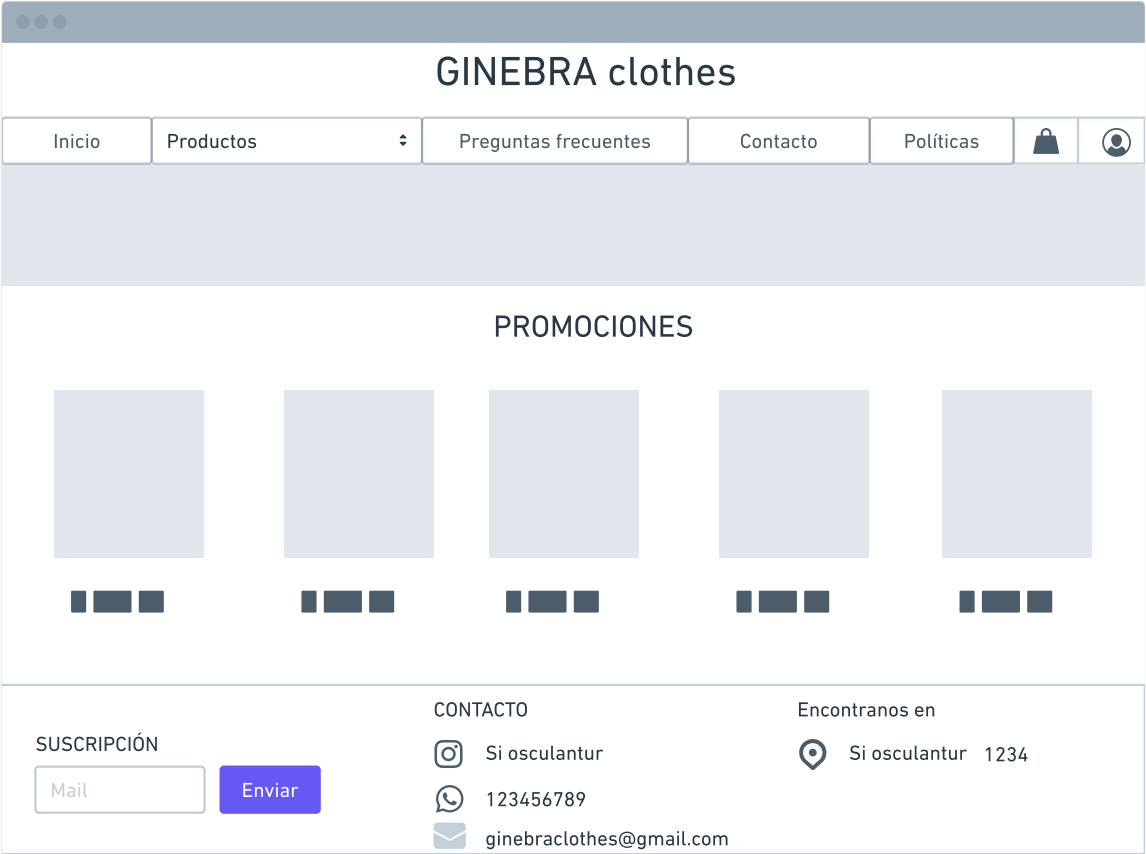 GINEBRA clothes
Inicio
Productos
Preguntas frecuentes
Contacto
Políticas
PROMOCIONES
SUSCRIPCIÓN
Mail
Enviar
CONTACTO
Si osculantur
123456789
ginebraclothes@gmail.com
Encontranos en
Si osculantur 1234